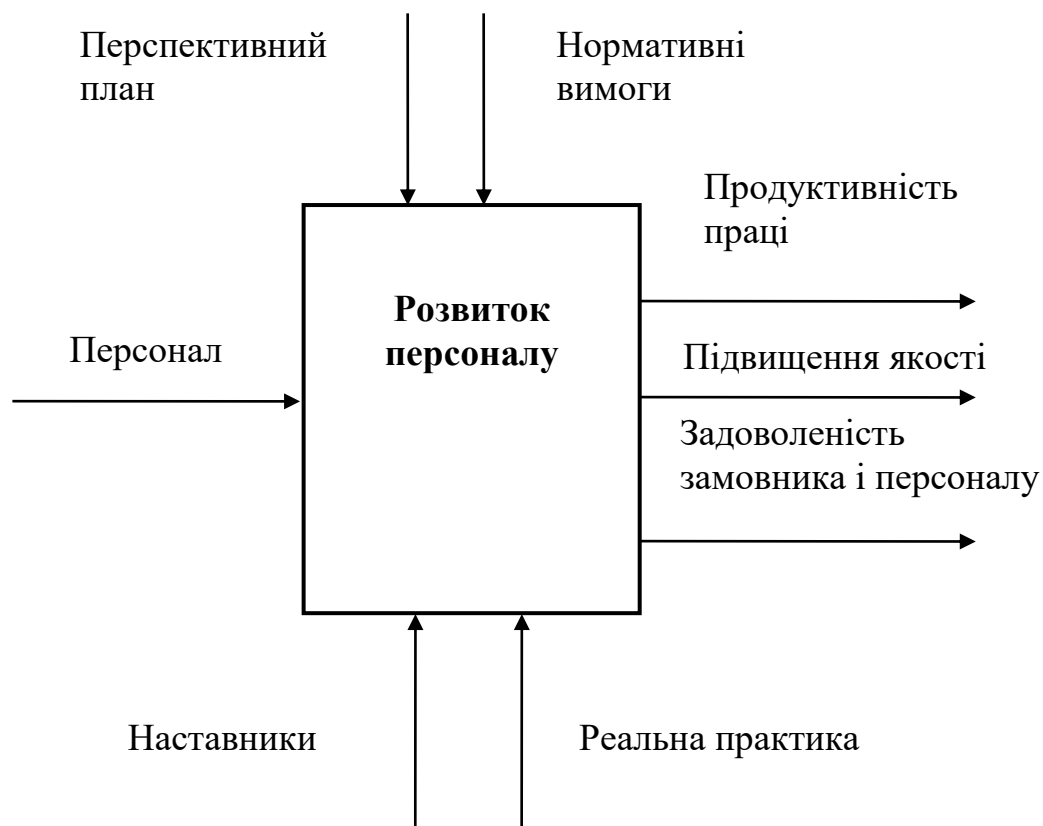 Перспективний
план
Нормативні
вимоги
Продуктивність
праці
Розвиток
персоналу
Персонал
Підвищення якості
Задоволеність
замовника і персоналу
Наставники
Реальна практика